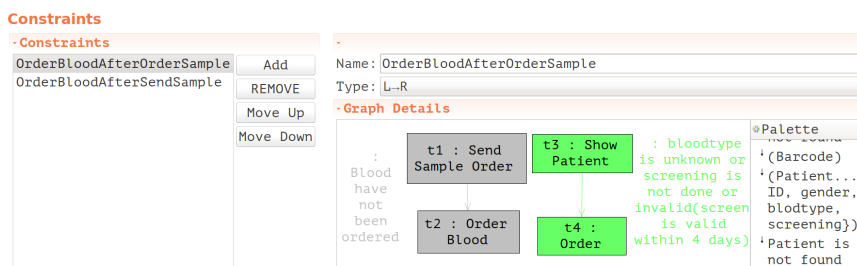 Constraints
Constraints
OrderBloodAfterOrderSample
OrderBloodAfterSendSample
Add
REMOVE
Move Up
Move Down
Name: OrderBloodAfterOrderSample
Type: L→R
Graph Details
:
Blood
have
not
been
ordered
t1 : Send
Sample Order
t2 : Order
Blood
t3 : Show
Patient
t4 :
Order
: bloodtype
is unknown or
screening is
not done or
invalid(screen
is valid
within 4 days)
Palette
not found
(Barcode)
(Patient...
ID, gender,
blodtype,
screening})
Patient is
not found